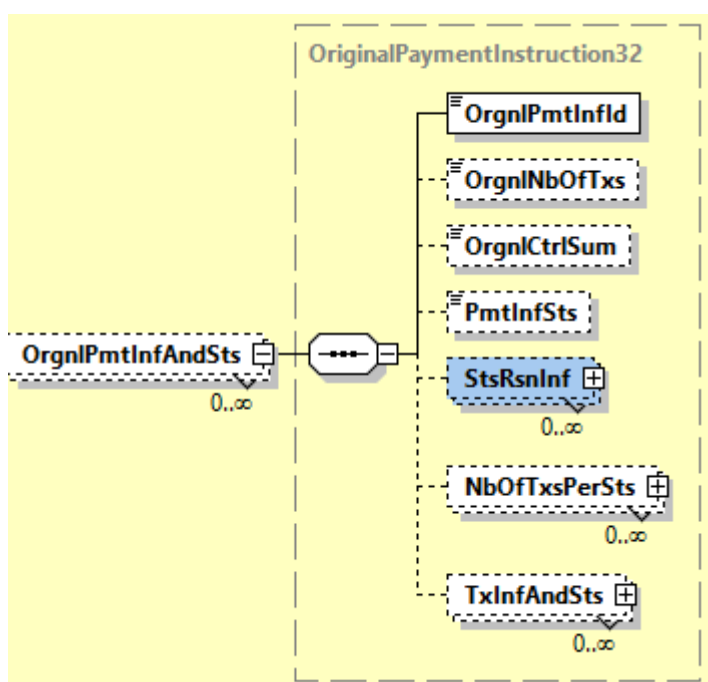 OriginalPaymentInstruction32
OrgnlPmtInfId
OrgnlNbOfTxs
OrgnlCtrlSum
PmtInfSts
OrgnlPmtInfAndSts
0..∞
StsRsnInf
0..∞
NbOfTxsPerSts
0..∞
TxInfAndSts
0..∞